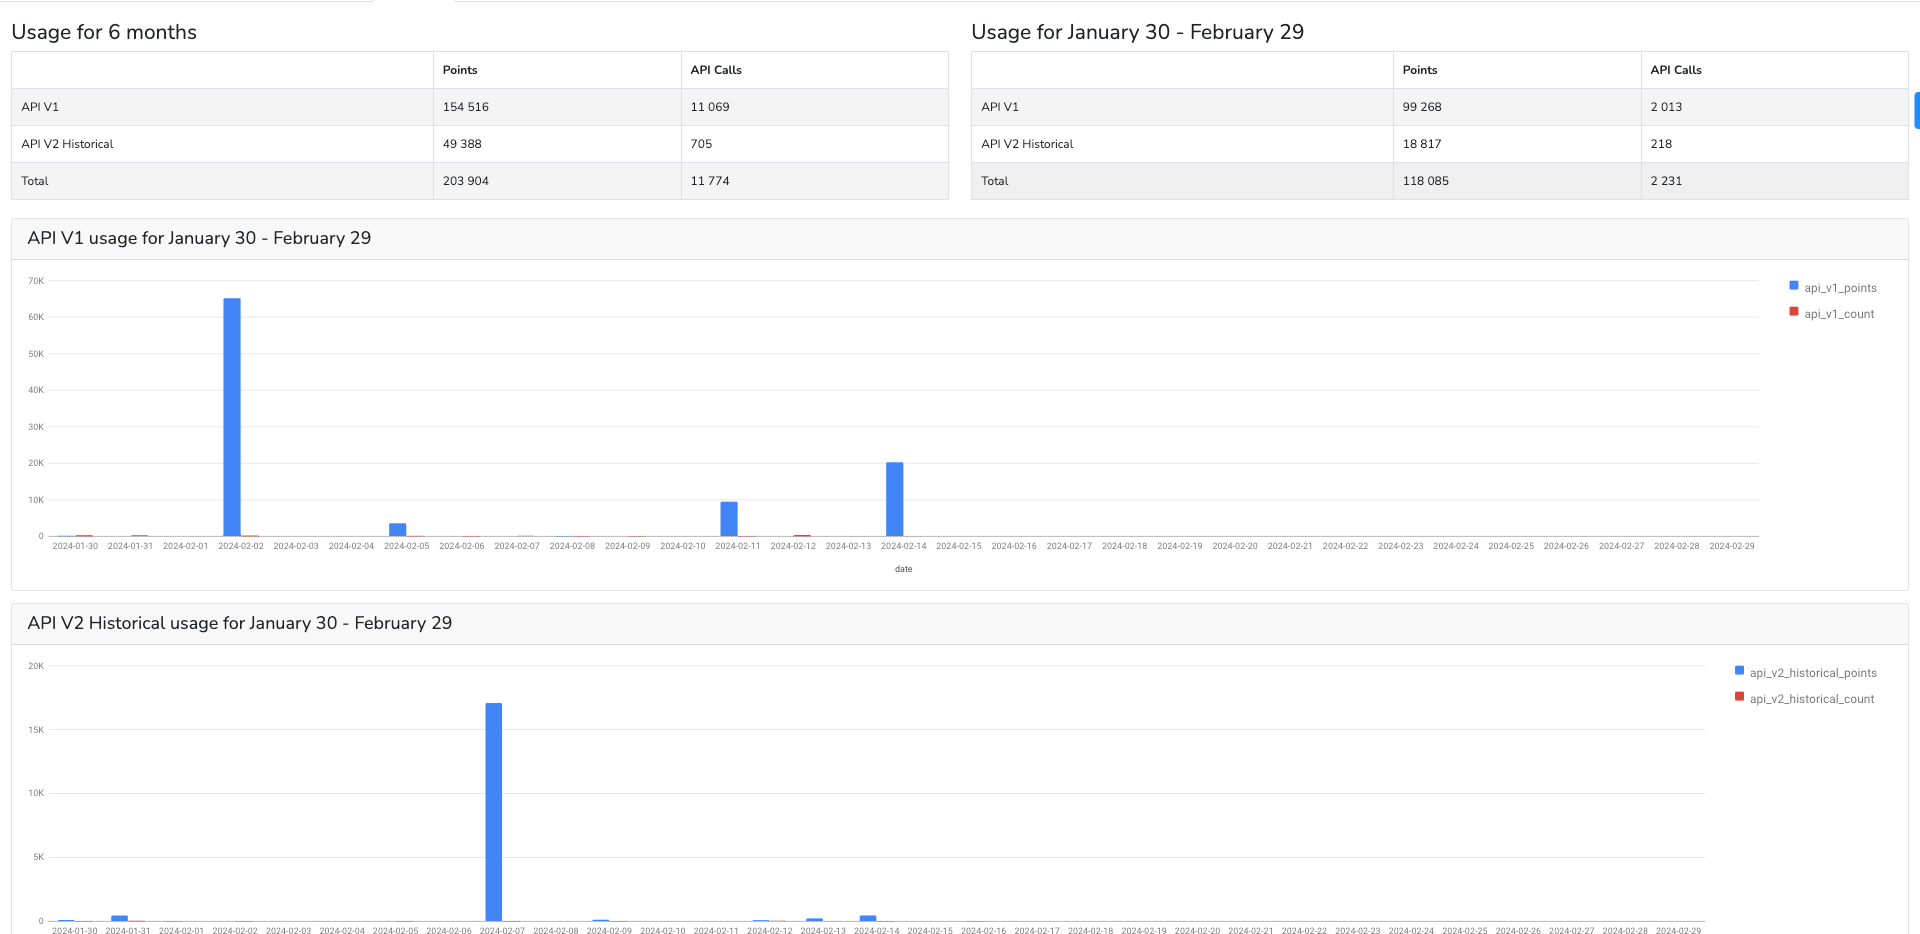 Usage for 6 months
Points API Calls
API V1 154 516 11 069
API V2 Historical 49 388 705
Total 203 904 11 774
Usage for January 30 - February 29
Points API Calls
API V1 99 268 2 013
API V2 Historical 18 817 218
Total 118 085 2 231
API V1 usage for January 30 - February 29
70K
60K
50K
40K
30K
20K
10K
0
2024-01-30 2024-01-31 2024-02-01 2024-02-02 2024-02-03 2024-02-04 2024-02-05 2024-02-06 2024-02-07 2024-02-08 2024-02-09 2024-02-10 2024-02-11 2024-02-12 2024-02-13 2024-02-14 2024-02-15 2024-02-16 2024-02-17 2024-02-18 2024-02-19 2024-02-20 2024-02-21 2024-02-22 2024-02-23 2024-02-24 2024-02-25 2024-02-26 2024-02-27 2024-02-28 2024-02-29
date
api_v1_points
api_v1_count
API V2 Historical usage for January 30 - February 29
20K
15K
10K
5K
0
2024-01-30 2024-01-31 2024-02-01 2024-02-02 2024-02-03 2024-02-04 2024-02-05 2024-02-06 2024-02-07 2024-02-08 2024-02-09 2024-02-10 2024-02-11 2024-02-12 2024-02-13 2024-02-14 2024-02-15 2024-02-16 2024-02-17 2024-02-18 2024-02-19 2024-02-20 2024-02-21 2024-02-22 2024-02-23 2024-02-24 2024-02-25 2024-02-26 2024-02-27 2024-02-28 2024-02-29
api_v2_historical_points
api_v2_historical_count